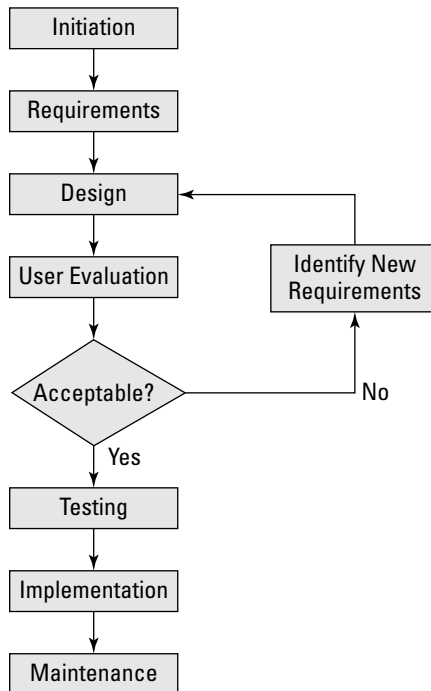 Initiation
Requirements
Design
User Evaluation
Identify New
Requirements
Acceptable?
No
Yes
Testing
Implementation
Maintenance